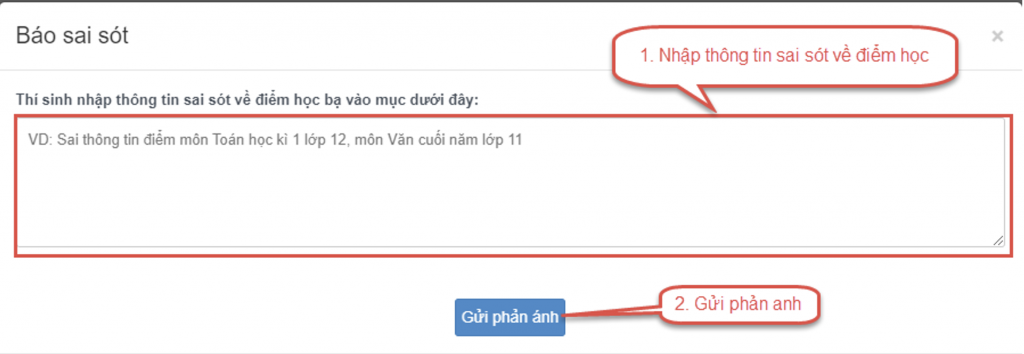 Báo sai sót
×
1. Nhập thông tin sai sót về điểm học
Thí sinh nhập thông tin sai sót về điểm học bạ vào mục dưới đây:
VD: Sai thông tin điểm môn Toán học kì 1 lớp 12, môn Văn cuối năm lớp 11
Gửi phản ánh
2. Gửi phản anh